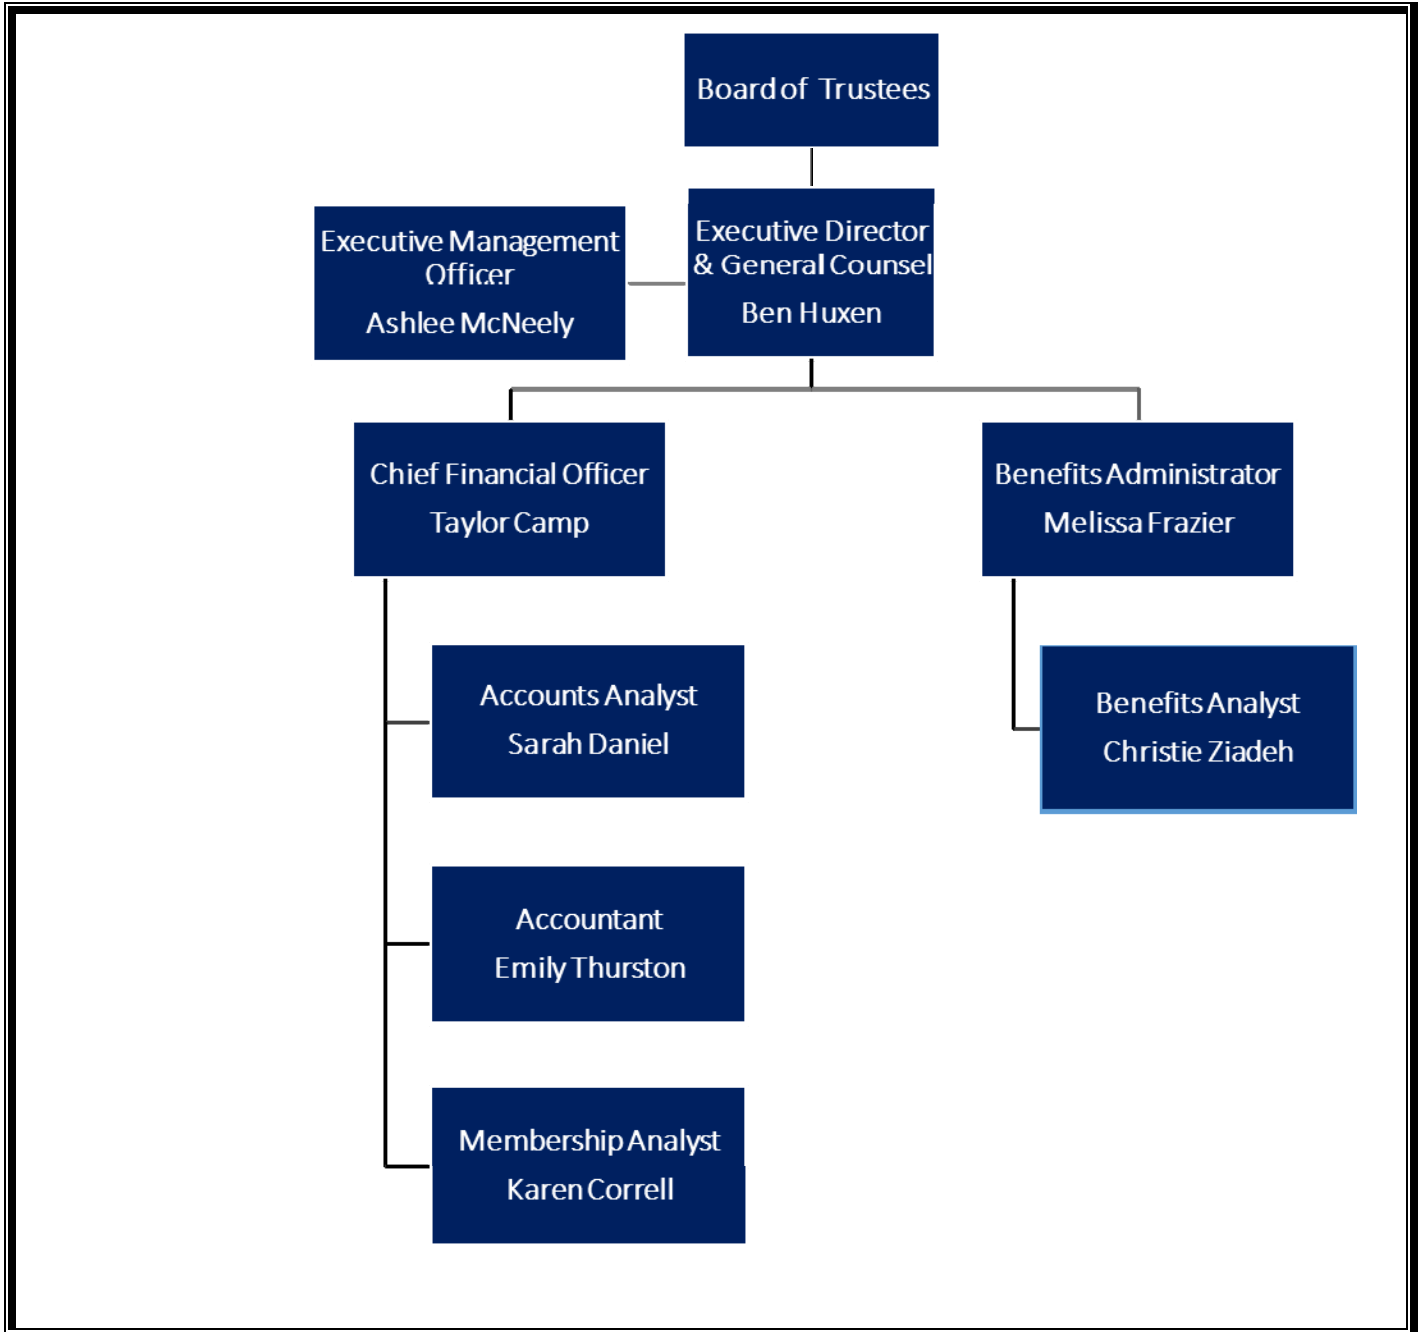 Board of Trustees
Executive Management
Officer
Ashlee McNeely
Executive Director
& General Counsel
Ben Huxen
Chief Financial Officer
Taylor Camp
Benefits Administrator
Melissa Frazier
Accounts Analyst
Sarah Daniel
Benefits Analyst
Christie Ziadeh
Accountant
Emily Thurston
Membership Analyst
Karen Correll